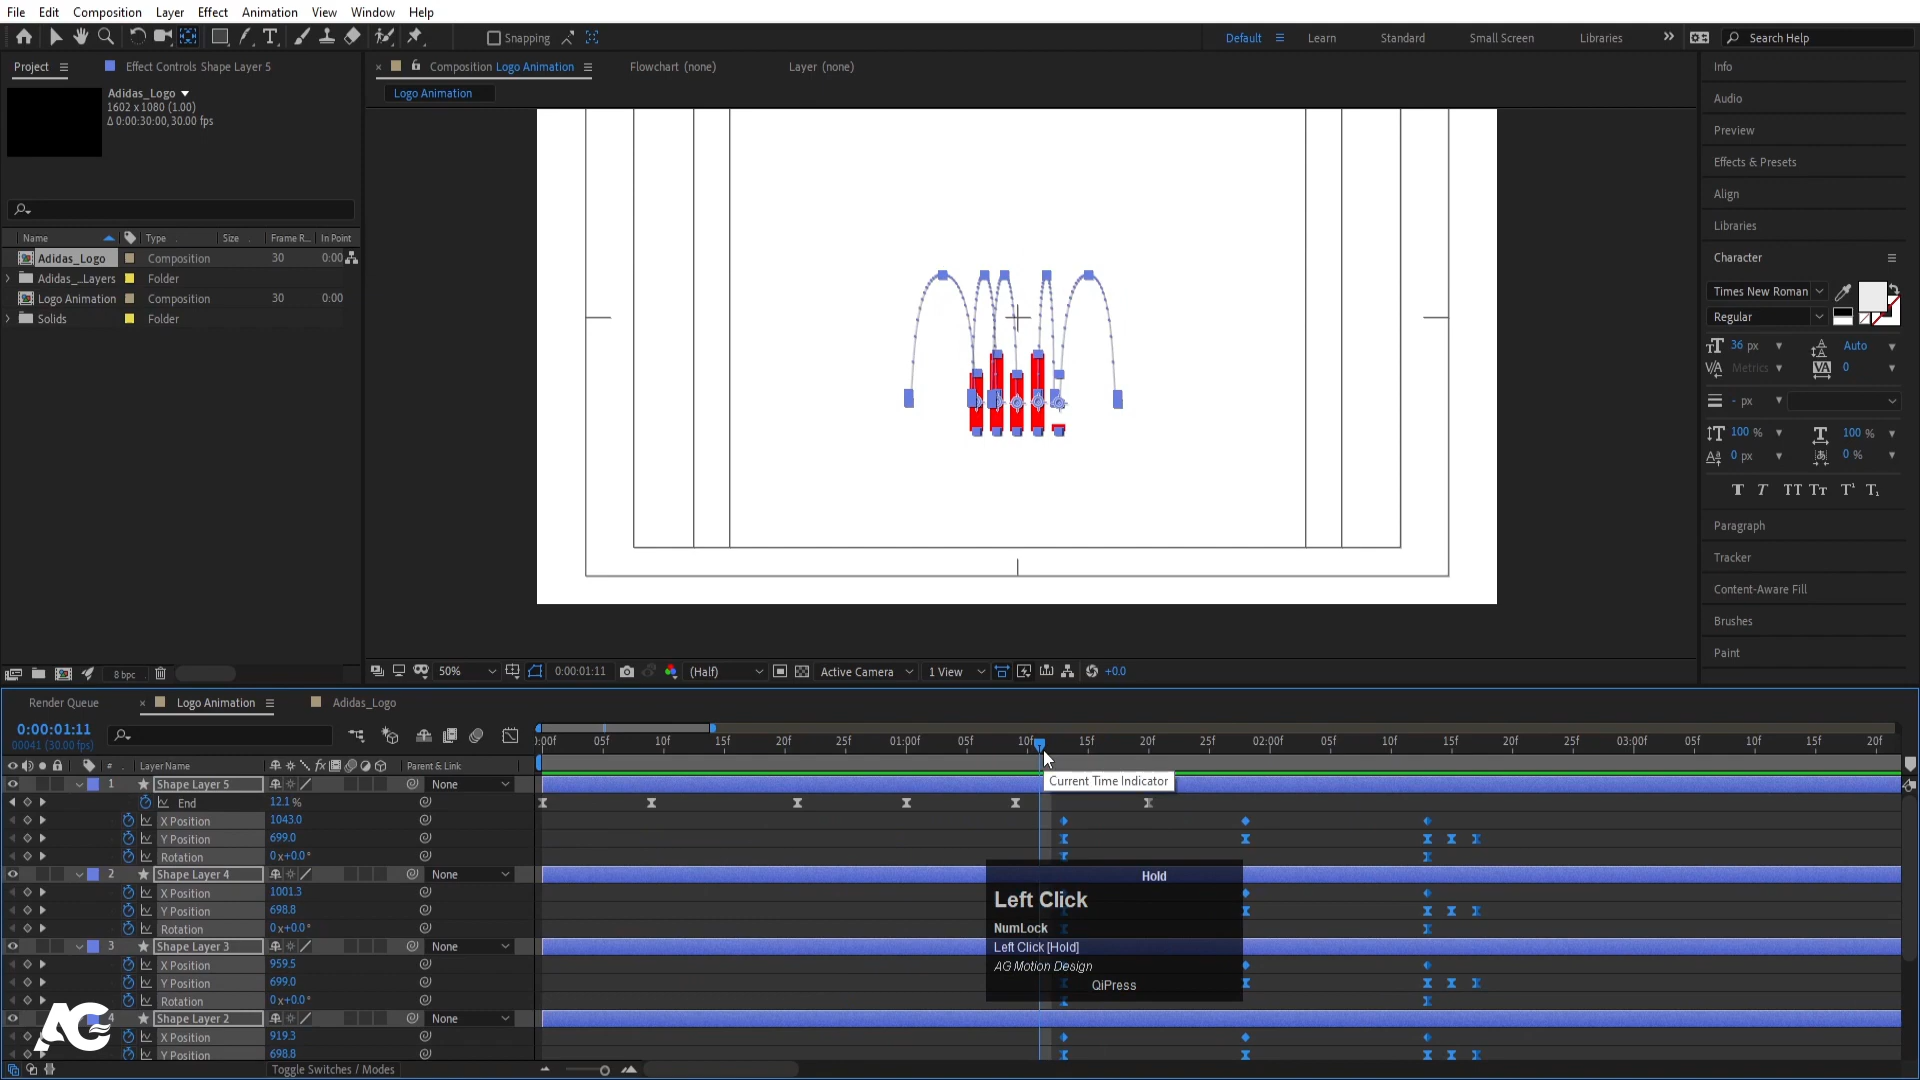 File Edit Composition Layer Effect Animation View Window Help
Snapping
Default Learn Standard Small Screen Libraries Search Help
Project Effect Controls Shape Layer 5
Composition Logo Animation Flowchart (none) Layer (none)
Logo Animation
Adidas_Logo
1602 x 1080 (1.00)
Δ 0:00:30:00, 30.00 fps
Name Type Size Frame R... In Point
Adidas_Logo Composition 30 0:00
Adidas_...Layers Folder
Logo Animation Composition 30 0:00
Solids Folder
8 bpc
50% 0:00:01:11 (Half) Active Camera 1 View +0.0
Info
Audio
Preview
Effects & Presets
Align
Libraries
Character
Times New Roman
Regular
36 px Auto
Metrics 0
- px
100 % 100 %
0 px 0 %
T T TT Tт T¹ T₁
Paragraph
Tracker
Content-Aware Fill
Brushes
Paint
Render Queue Logo Animation Adidas_Logo
0:00:01:11
00041 (30.00 fps)
# Layer Name Parent & Link
):00f 05f 10f 15f 20f 25f 01:00f 05f 10f 15f 20f 25f 02:00f 05f 10f 15f 20f 25f 03:00f 05f 10f 15f 20f
Current Time Indicator
1 Shape Layer 5 None
End 12.1 %
X Position 1043.0
Y Position 699.0
Rotation 0 x+0.0 °
2 Shape Layer 4 None
X Position 1001.3
Y Position 698.8
Rotation 0 x+0.0 °
3 Shape Layer 3 None
X Position 959.5
Y Position 699.0
Rotation 0 x+0.0 °
4 Shape Layer 2 None
X Position 919.3
Y Position 698.8
Hold
Left Click
NumLock
Left Click [Hold]
AG Motion Design
QiPress
AG
Toggle Switches / Modes